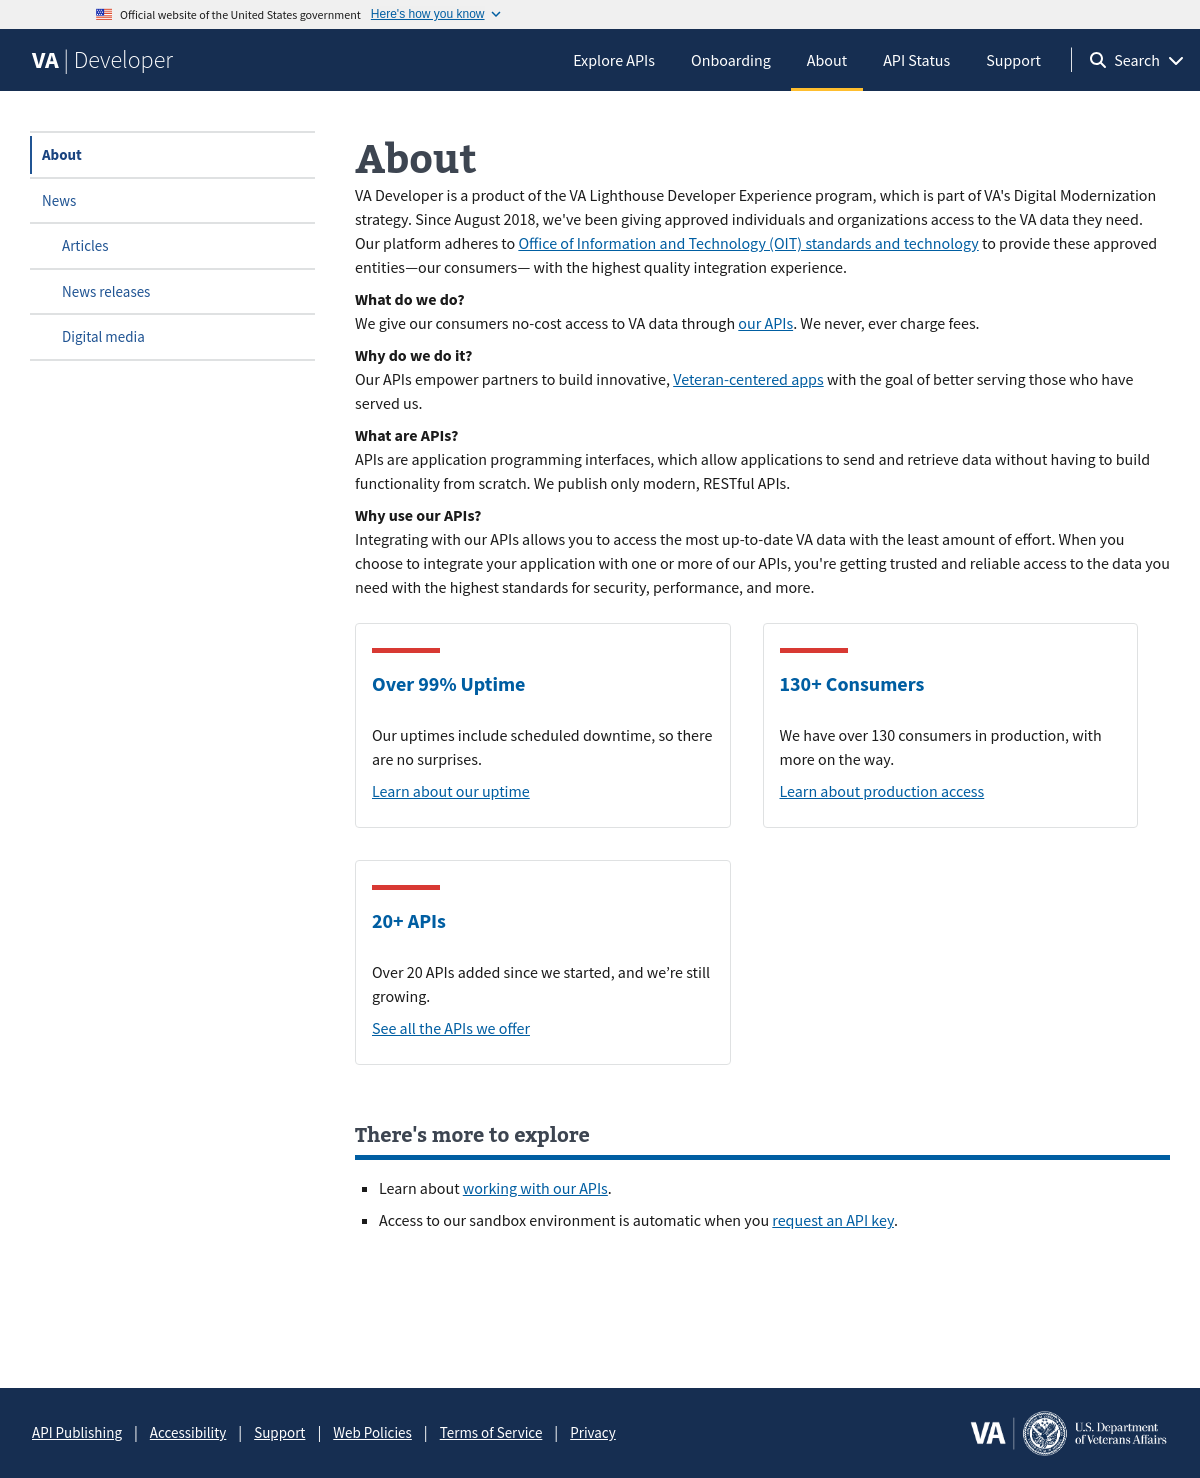 Official website of the United States government Here's how you know
VA | Developer
Explore APIs Onboarding About API Status Support Search
About
News
Articles
News releases
Digital media
About
VA Developer is a product of the VA Lighthouse Developer Experience program, which is part of VA's Digital Modernization
strategy. Since August 2018, we've been giving approved individuals and organizations access to the VA data they need.
Our platform adheres to Office of Information and Technology (OIT) standards and technology to provide these approved
entities—our consumers— with the highest quality integration experience.
What do we do?
We give our consumers no-cost access to VA data through our APIs. We never, ever charge fees.
Why do we do it?
Our APIs empower partners to build innovative, Veteran-centered apps with the goal of better serving those who have
served us.
What are APIs?
APIs are application programming interfaces, which allow applications to send and retrieve data without having to build
functionality from scratch. We publish only modern, RESTful APIs.
Why use our APIs?
Integrating with our APIs allows you to access the most up-to-date VA data with the least amount of effort. When you
choose to integrate your application with one or more of our APIs, you're getting trusted and reliable access to the data you
need with the highest standards for security, performance, and more.
Over 99% Uptime
Our uptimes include scheduled downtime, so there
are no surprises.
Learn about our uptime
130+ Consumers
We have over 130 consumers in production, with
more on the way.
Learn about production access
20+ APIs
Over 20 APIs added since we started, and we’re still
growing.
See all the APIs we offer
There's more to explore
Learn about working with our APIs.
Access to our sandbox environment is automatic when you request an API key.
API Publishing | Accessibility | Support | Web Policies | Terms of Service | Privacy
VA
U.S. Department
of Veterans Affairs